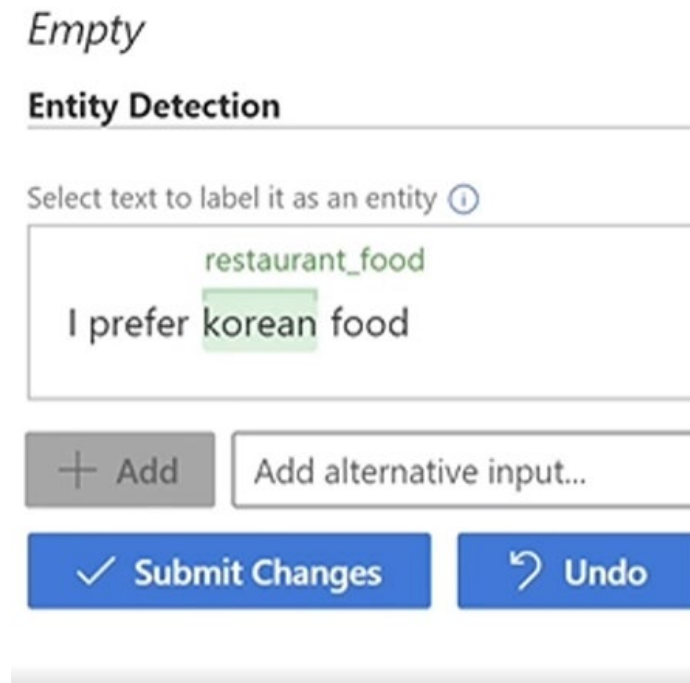 Empty
Entity Detection
Select text to label it as an entity
restaurant_food
I prefer korean food
Add
Add alternative input...
Submit Changes
Undo